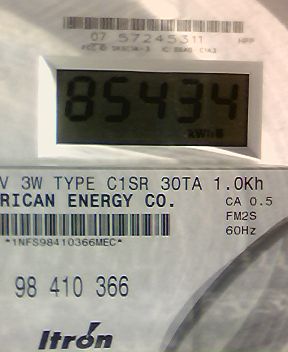 07 57245311
85434
kWh
V 3W TYPE C1SR 30TA 1.0Kh
RICAN ENERGY CO.
CA 0.5
FM2S
60Hz
*1NFS98410366MEC*
98 410 366
Itrón